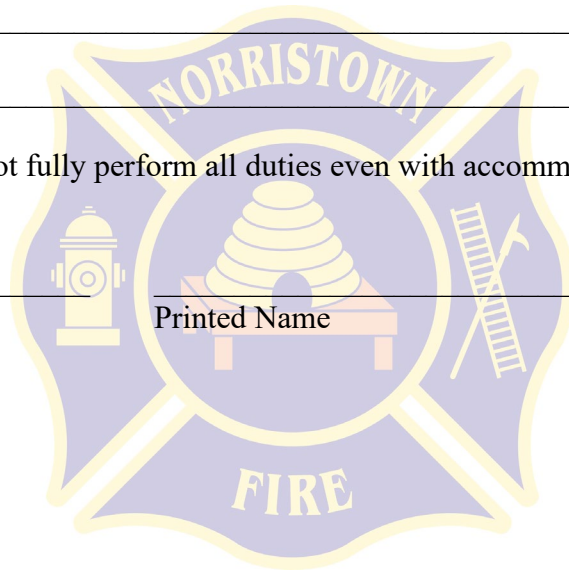 NORRISTOWN
ot fully perform all duties even with accomm
Printed Name
FIRE